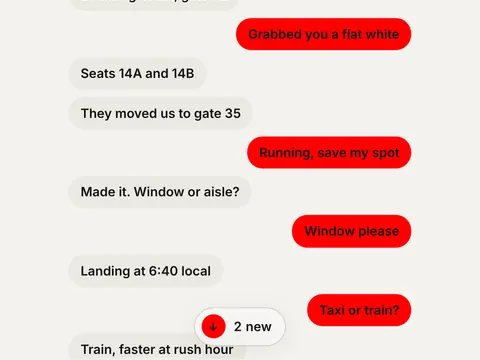 Grabbed you a flat white
Seats 14A and 14B
They moved us to gate 35
Running, save my spot
Made it. Window or aisle?
Window please
Landing at 6:40 local
Taxi or train?
2 new
Train, faster at rush hour